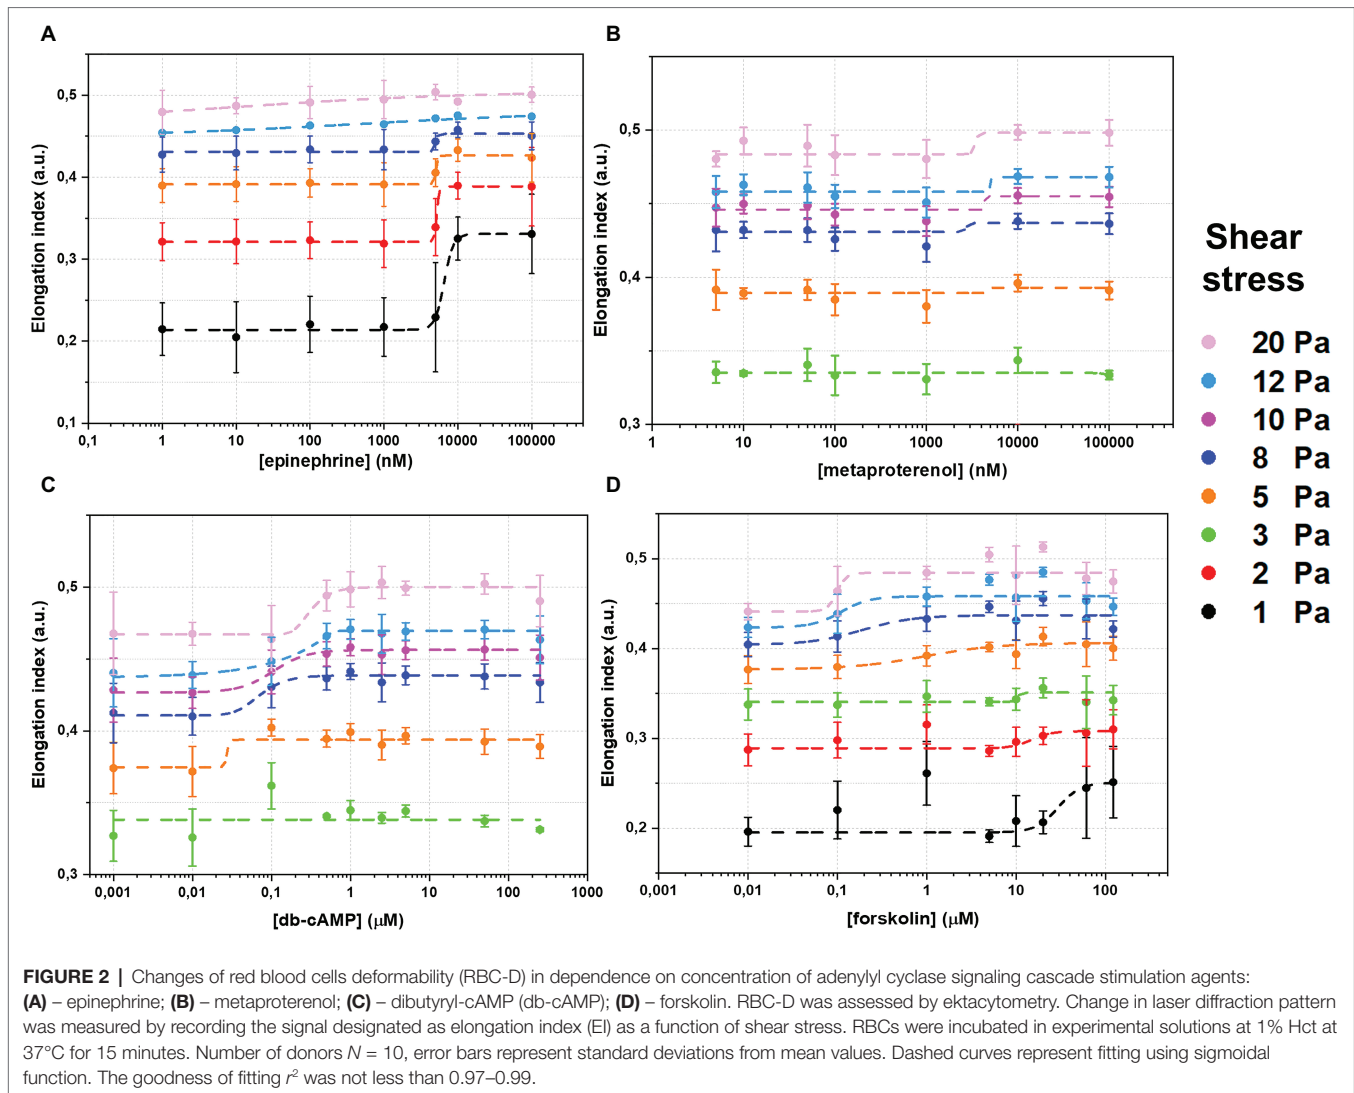 A
0,5
0,4
0,3
0,2
0,1
Elongation index (a.u.)
0,1 1 10 100 1000 10000 100000
[epinephrine] (nM)
B
0,5
0,4
0,3
Elongation index (a.u.)
1 10 100 1000 10000 100000
[metaproterenol] (nM)
C
0,5
0,4
0,3
Elongation index (a.u.)
0,001 0,01 0,1 1 10 100 1000
[db-cAMP] (μM)
D
0,5
0,4
0,3
0,2
Elongation index (a.u.)
0,001 0,01 0,1 1 10 100
[forskolin] (μM)
Shear
stress
20 Pa
12 Pa
10 Pa
8 Pa
5 Pa
3 Pa
2 Pa
1 Pa
FIGURE 2 | Changes of red blood cells deformability (RBC-D) in dependence on concentration of adenylyl cyclase signaling cascade stimulation agents:
(A) – epinephrine; (B) – metaproterenol; (C) – dibutyryl-cAMP (db-cAMP); (D) – forskolin. RBC-D was assessed by ektacytometry. Change in laser diffraction pattern
was measured by recording the signal designated as elongation index (EI) as a function of shear stress. RBCs were incubated in experimental solutions at 1% Hct at
37°C for 15 minutes. Number of donors N = 10, error bars represent standard deviations from mean values. Dashed curves represent fitting using sigmoidal
function. The goodness of fitting r² was not less than 0.97–0.99.